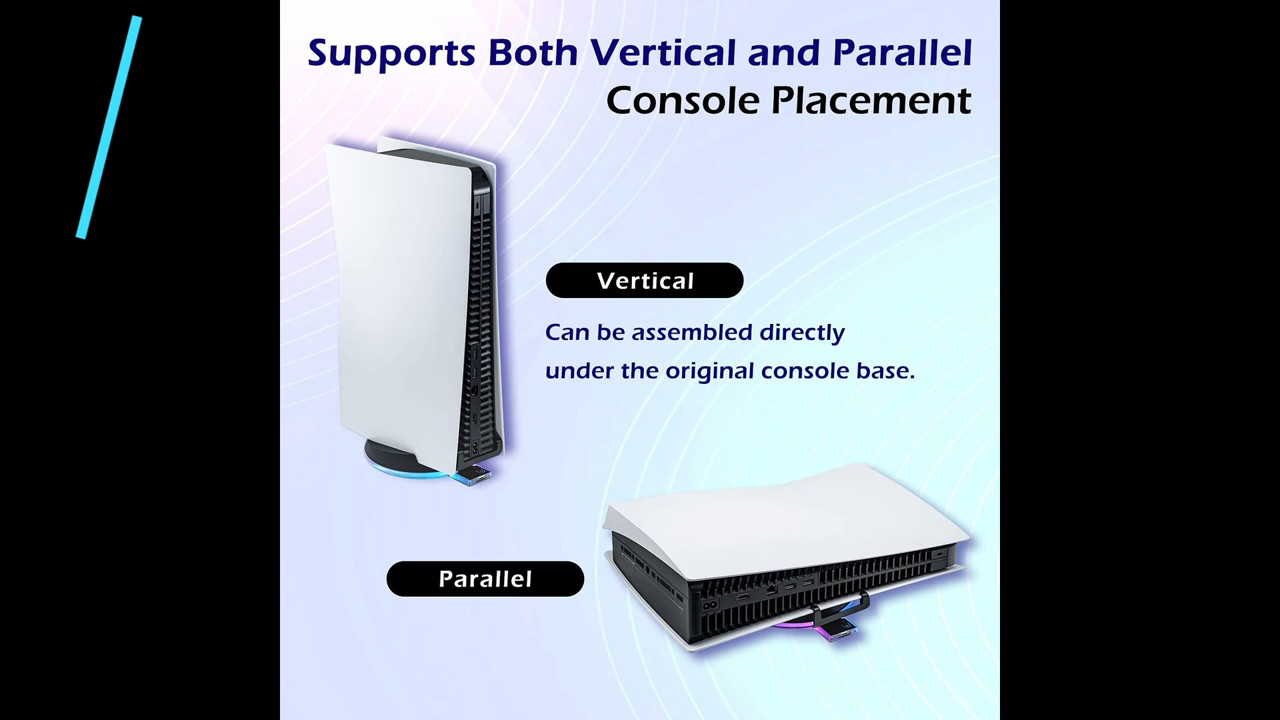 Supports Both Vertical and Parallel
Console Placement
Vertical
Can be assembled directly
under the original console base.
Parallel